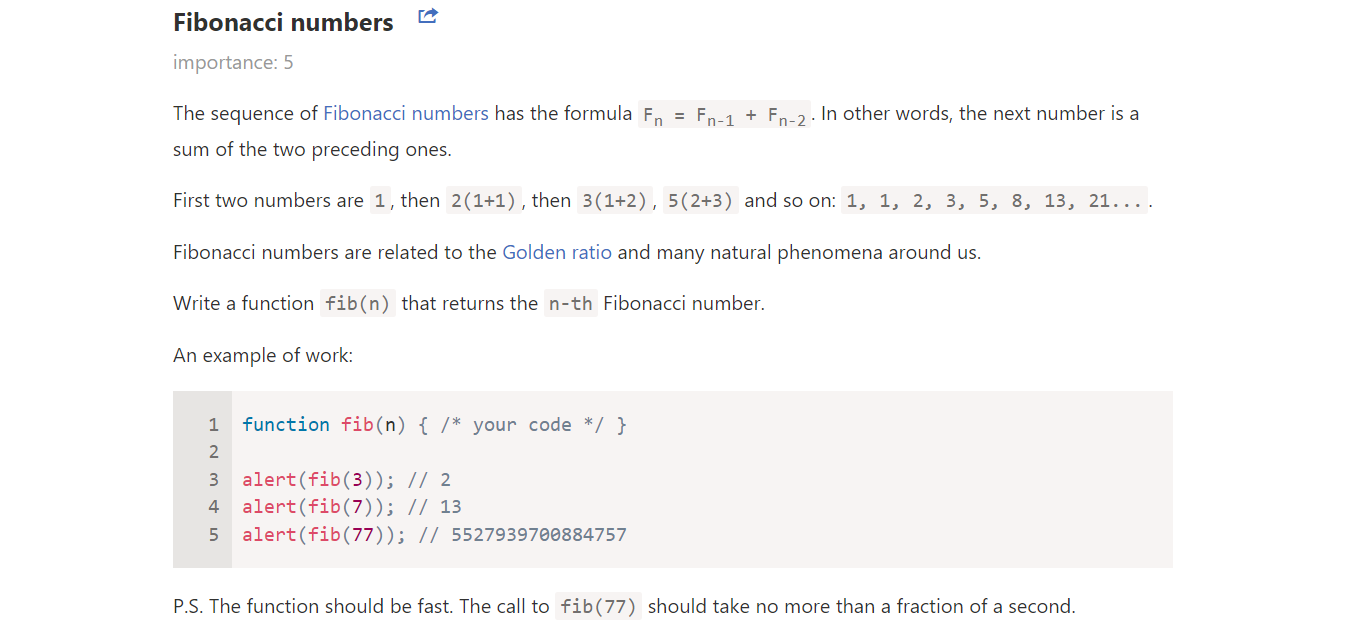 Fibonacci numbers
importance: 5
The sequence of Fibonacci numbers has the formula Fn = Fn-1 + Fn-2. In other words, the next number is a
sum of the two preceding ones.
First two numbers are 1, then 2(1+1), then 3(1+2), 5(2+3) and so on: 1, 1, 2, 3, 5, 8, 13, 21....
Fibonacci numbers are related to the Golden ratio and many natural phenomena around us.
Write a function fib(n) that returns the n-th Fibonacci number.
An example of work:
1 function fib(n) { /* your code */ }
2
3 alert(fib(3)); // 2
4 alert(fib(7)); // 13
5 alert(fib(77)); // 5527939700884757
P.S. The function should be fast. The call to fib(77) should take no more than a fraction of a second.